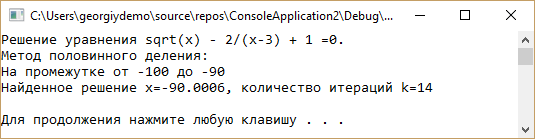 C:\Users\georgiydemo\source\repos\ConsoleApplication2\Debug\...
Решение уравнения sqrt(x) - 2/(x-3) + 1 =0.
Метод половинного деления:
На промежутке от -100 до -90
Найденное решение x=-90.0006, количество итераций k=14
Для продолжения нажмите любую клавишу . . .